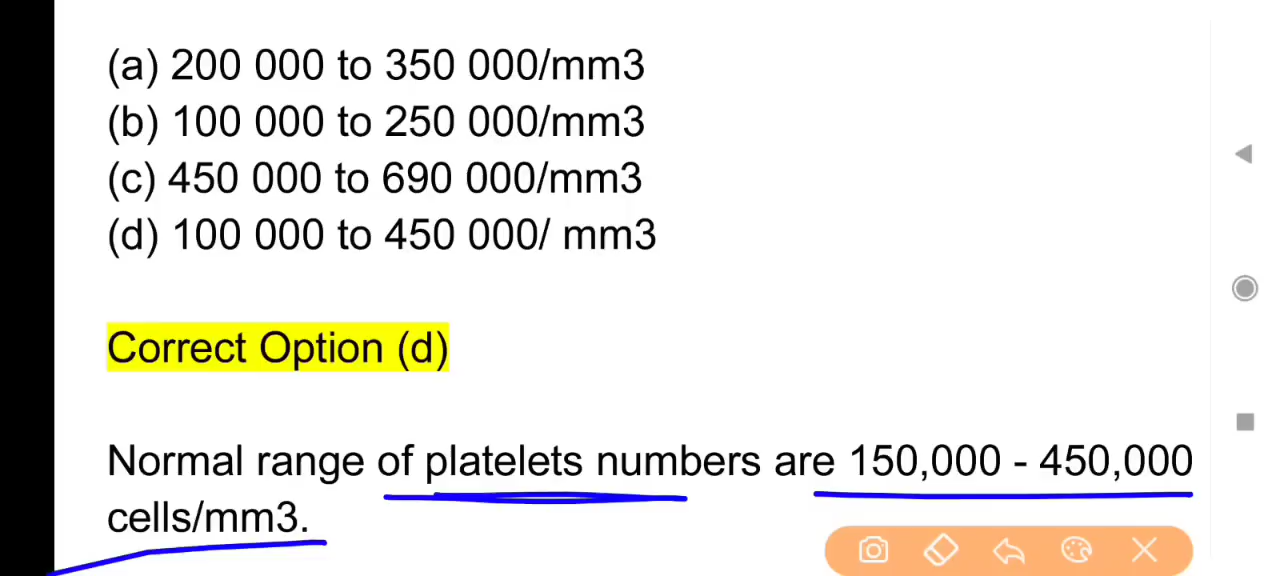 (a) 200 000 to 350 000/mm3
(b) 100 000 to 250 000/mm3
(c) 450 000 to 690 000/mm3
(d) 100 000 to 450 000/ mm3
Correct Option (d)
Normal range of platelets numbers are 150,000 - 450,000
cells/mm3.